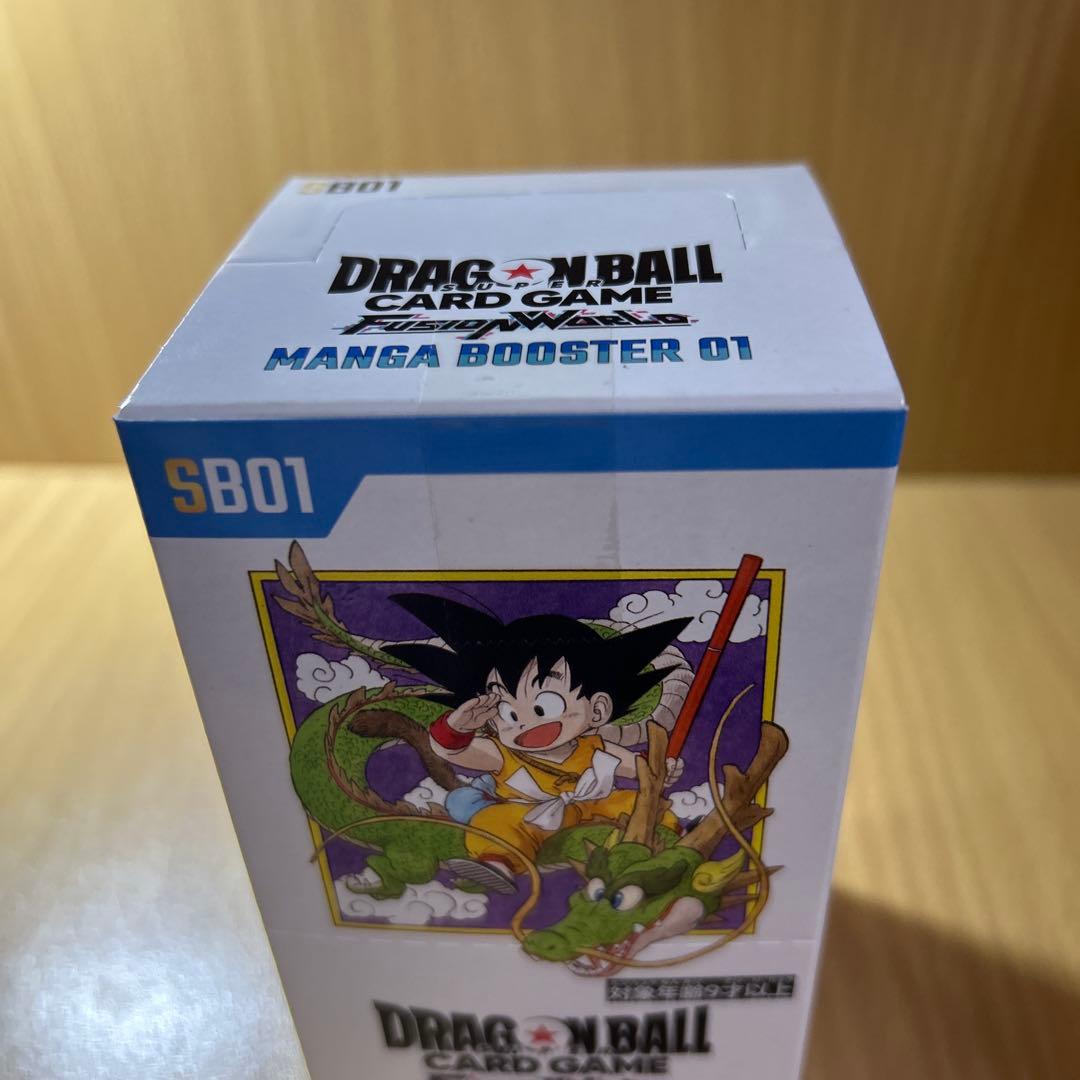 SB01
DRAGON BALL
SUPER
CARD GAME
FUSION WORLD
MANGA BOOSTER 01
SB01
対象年齢9才以上
DRAGON BALL
CARD GAME